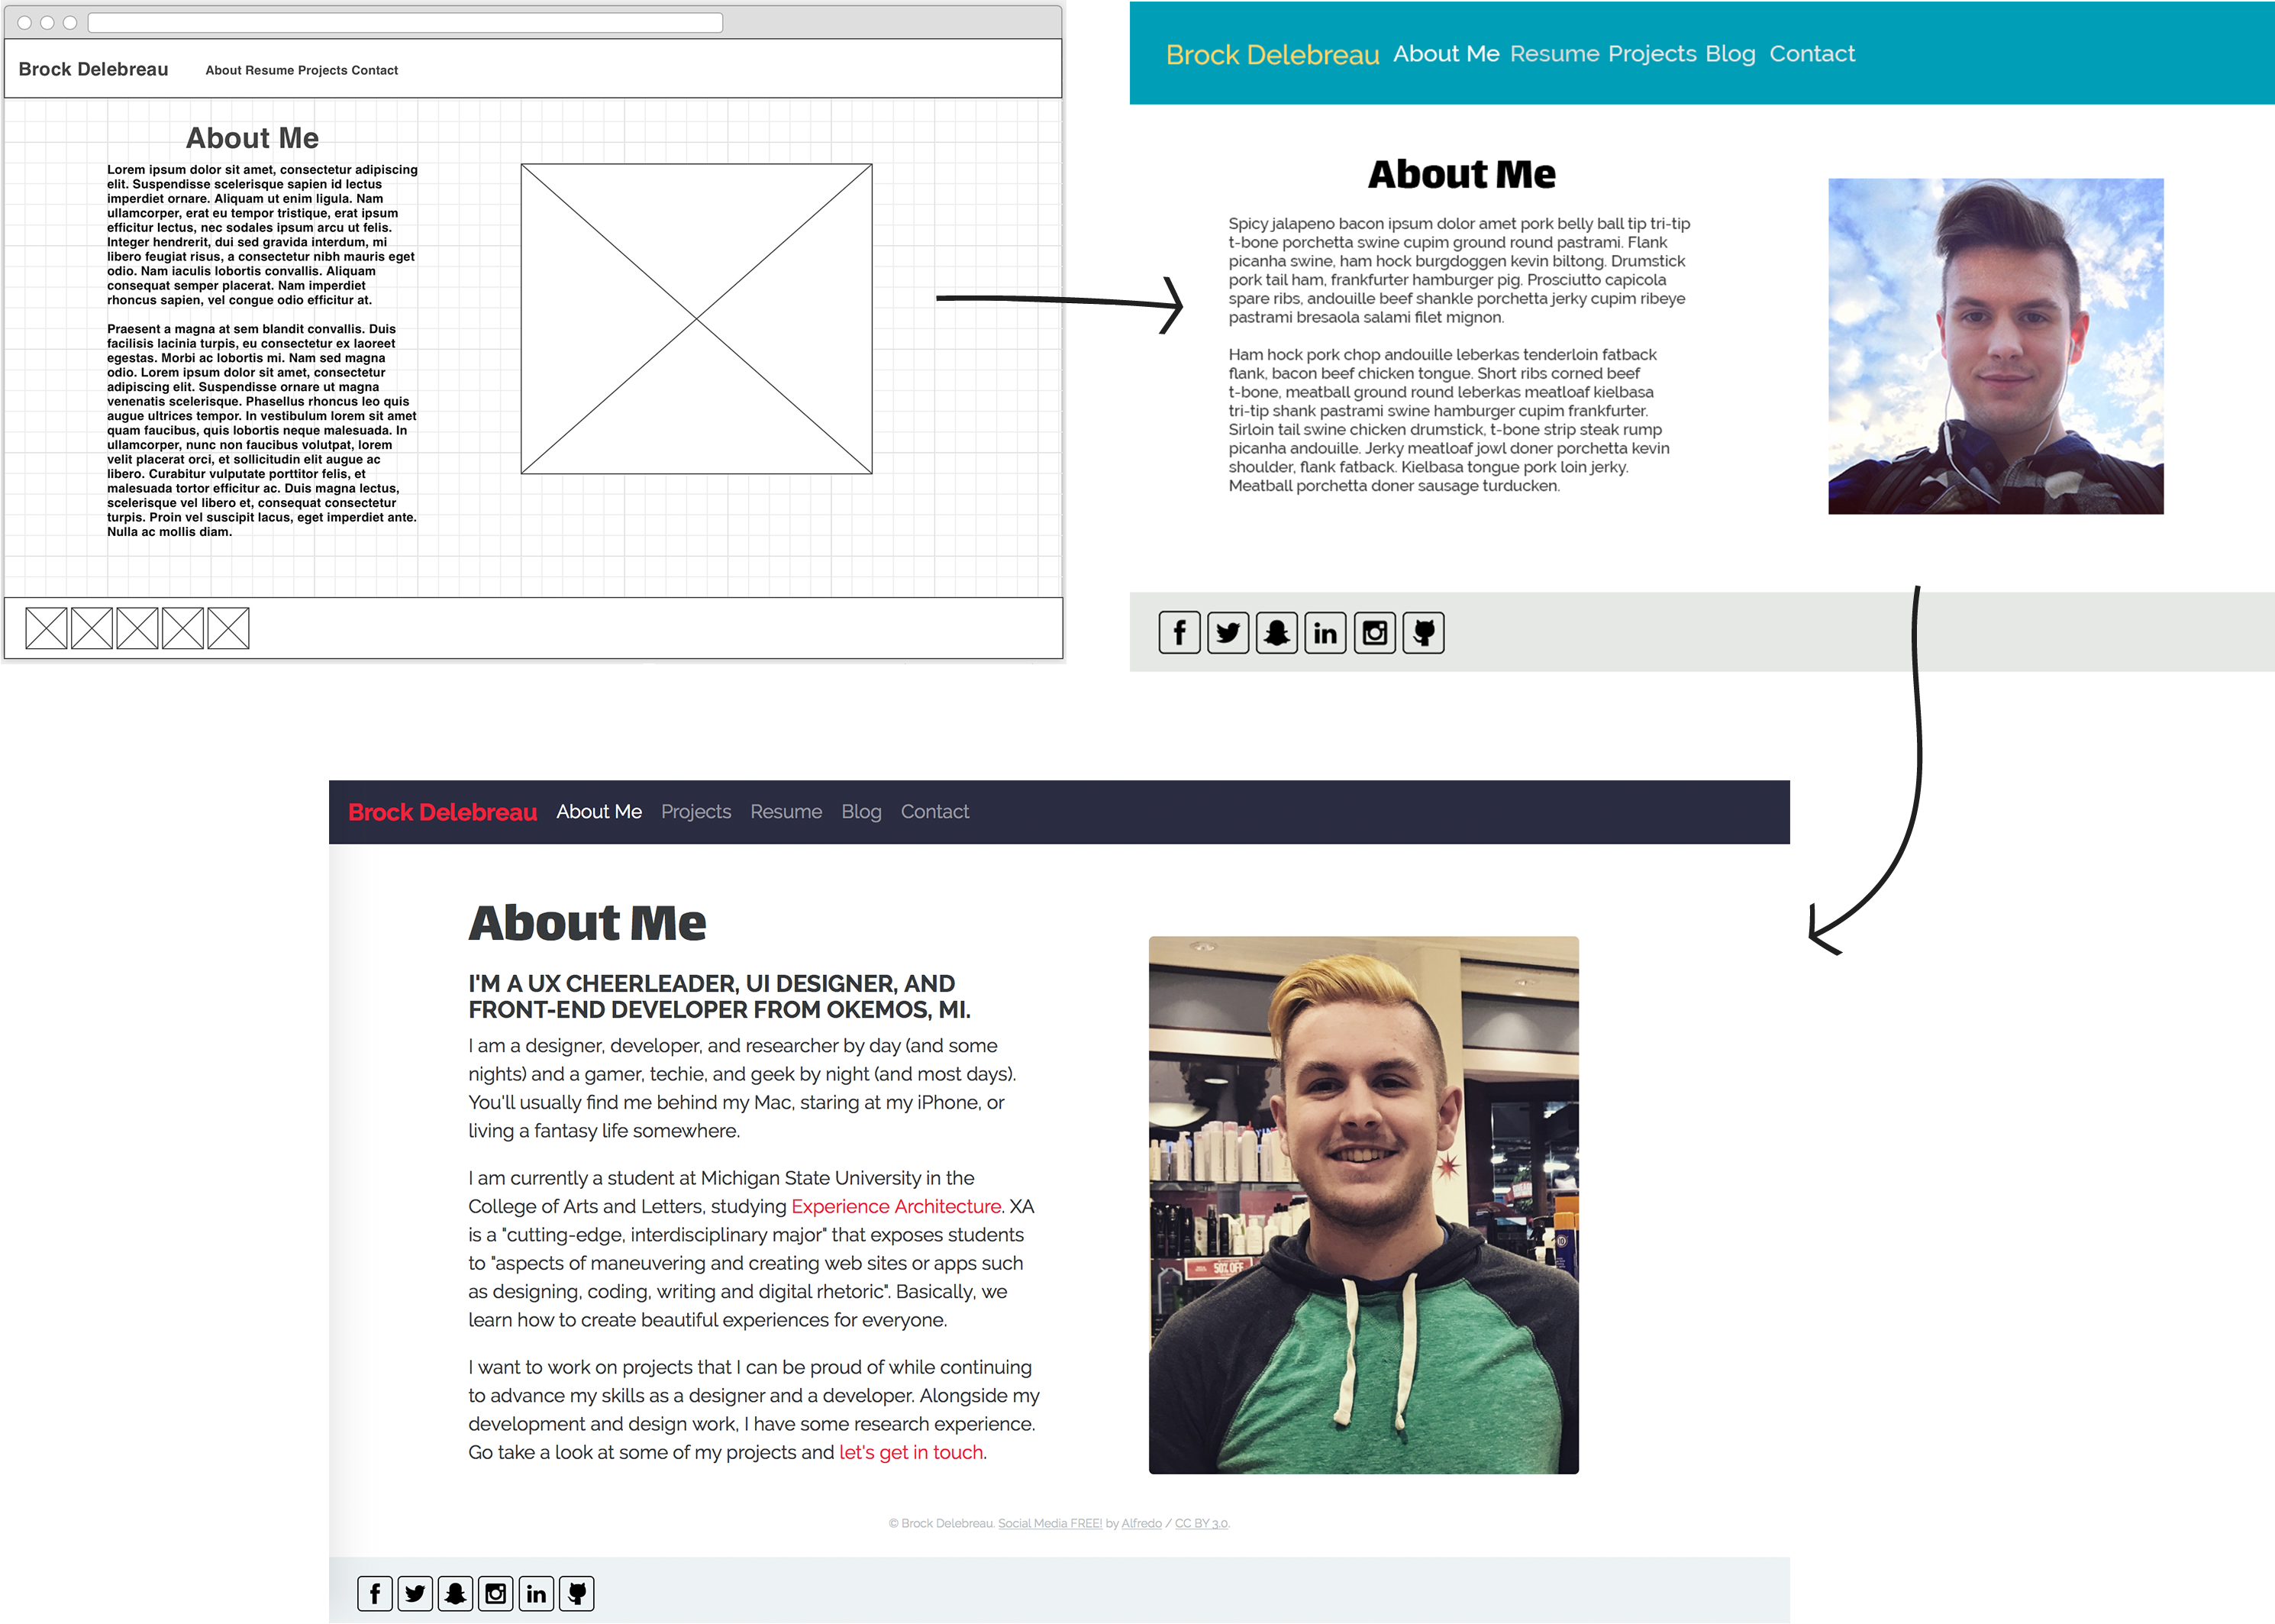 Brock Delebreau About Resume Projects Contact
About Me
Lorem ipsum dolor sit amet, consectetur adipiscing
elit. Suspendisse scelerisque sapien id lectus
imperdiet ornare. Aliquam ut enim ligula. Nam
ullamcorper, erat eu tempor tristique, erat ipsum
efficitur lectus, nec sodales ipsum arcu ut felis.
Integer hendrerit, dui sed gravida interdum, mi
libero feugiat risus, a consectetur nibh mauris eget
odio. Nam iaculis lobortis convallis. Aliquam
consequat semper placerat. Nam imperdiet
rhoncus sapien, vel congue odio efficitur at.
Praesent a magna at sem blandit convallis. Duis
facilisis lacinia turpis, eu consectetur ex laoreet
egestas. Morbi ac lobortis mi. Nam sed magna
odio. Lorem ipsum dolor sit amet, consectetur
adipiscing elit. Suspendisse ornare ut magna
venenatis scelerisque. Phasellus rhoncus leo quis
augue ultrices tempor. In vestibulum lorem sit amet
quam faucibus, quis lobortis neque malesuada. In
ullamcorper, nunc non faucibus volutpat, lorem
velit placerat orci, et sollicitudin elit augue ac
libero. Curabitur vulputate porttitor felis, et
malesuada tortor efficitur ac. Duis magna lectus,
scelerisque vel libero et, consequat consectetur
turpis. Proin vel suscipit lacus, eget imperdiet ante.
Nulla ac mollis diam.
Brock Delebreau About Me Resume Projects Blog Contact
About Me
Spicy jalapeno bacon ipsum dolor amet pork belly ball tip tri-tip
t-bone porchetta swine cupim ground round pastrami. Flank
picanha swine, ham hock burgdoggen kevin biltong. Drumstick
pork tail ham, frankfurter hamburger pig. Prosciutto capicola
spare ribs, andouille beef shankle porchetta jerky cupim ribeye
pastrami bresaola salami filet mignon.
Ham hock pork chop andouille leberkas tenderloin fatback
flank, bacon beef chicken tongue. Short ribs corned beef
t-bone, meatball ground round leberkas meatloaf kielbasa
tri-tip shank pastrami swine hamburger cupim frankfurter.
Sirloin tail swine chicken drumstick, t-bone strip steak rump
picanha andouille. Jerky meatloaf jowl doner porchetta kevin
shoulder, flank fatback. Kielbasa tongue pork loin jerky.
Meatball porchetta doner sausage turducken.
f in
Brock Delebreau About Me Projects Resume Blog Contact
About Me
I'M A UX CHEERLEADER, UI DESIGNER, AND
FRONT-END DEVELOPER FROM OKEMOS, MI.
I am a designer, developer, and researcher by day (and some
nights) and a gamer, techie, and geek by night (and most days).
You'll usually find me behind my Mac, staring at my iPhone, or
living a fantasy life somewhere.
I am currently a student at Michigan State University in the
College of Arts and Letters, studying Experience Architecture. XA
is a "cutting-edge, interdisciplinary major" that exposes students
to "aspects of maneuvering and creating web sites or apps such
as designing, coding, writing and digital rhetoric". Basically, we
learn how to create beautiful experiences for everyone.
I want to work on projects that I can be proud of while continuing
to advance my skills as a designer and a developer. Alongside my
development and design work, I have some research experience.
Go take a look at some of my projects and let's get in touch.
50% OFF
© Brock Delebreau. Social Media FREE! by Alfredo / CC BY 3.0.
f in